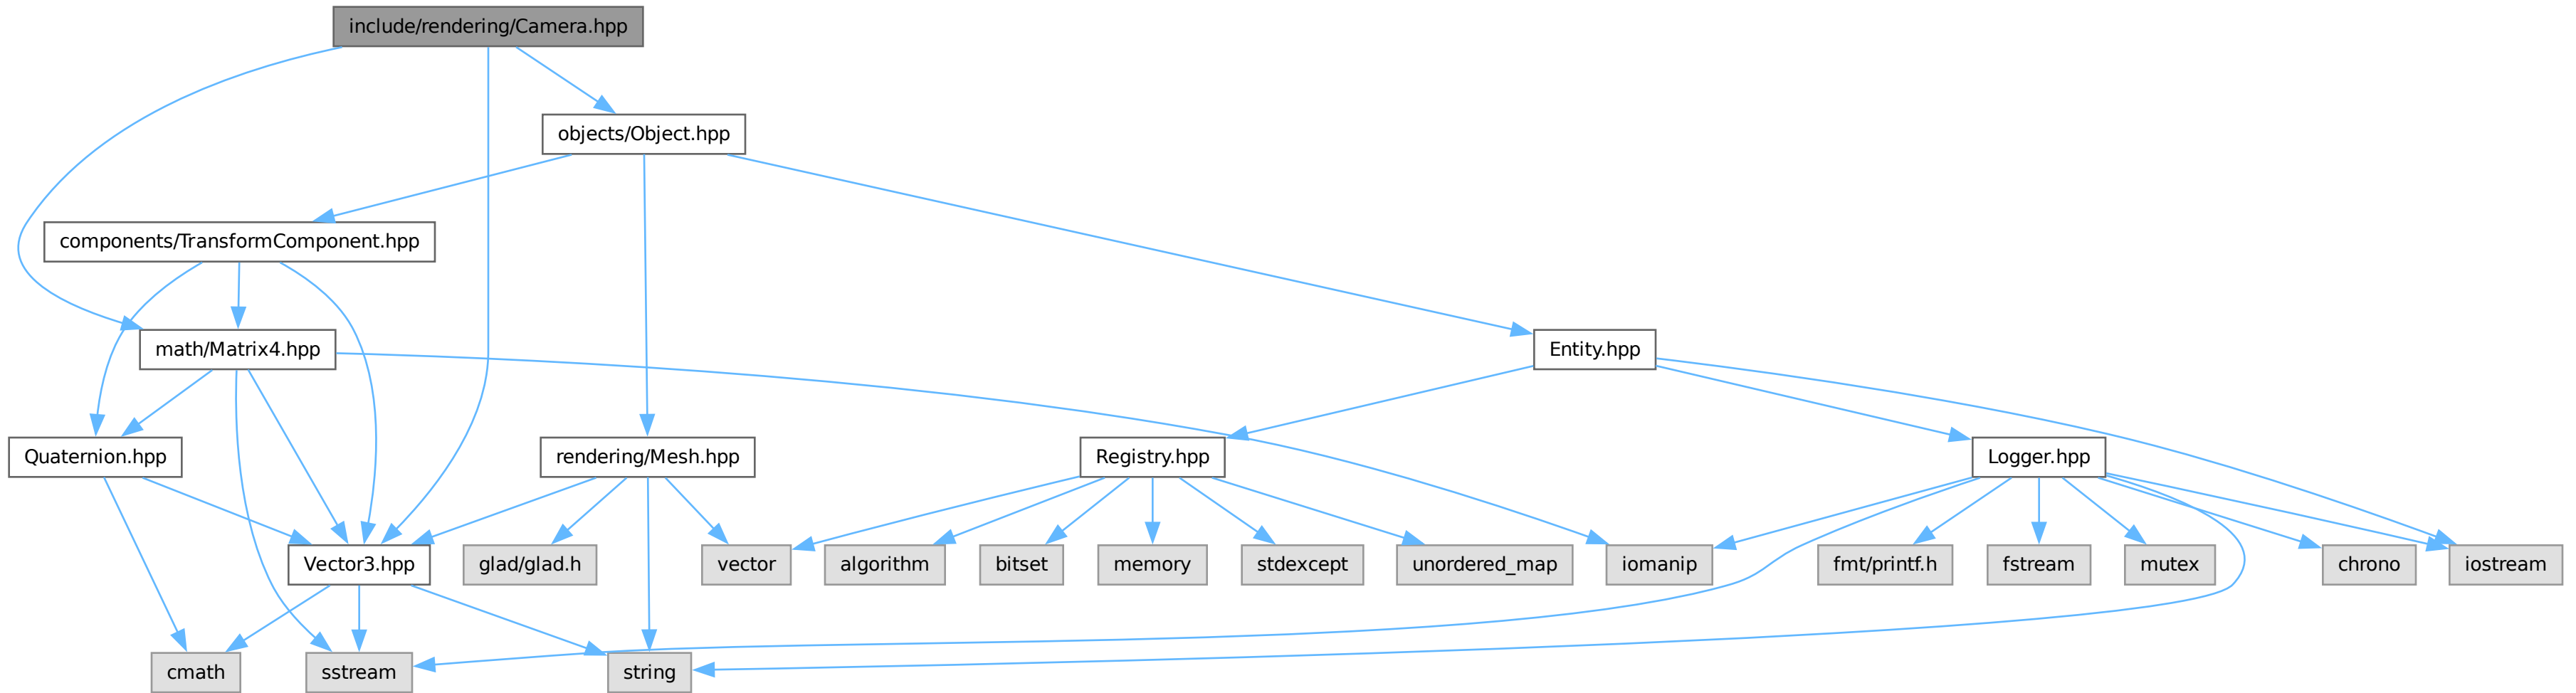 include/rendering/Camera.hpp
objects/Object.hpp
components/TransformComponent.hpp
math/Matrix4.hpp
Entity.hpp
Quaternion.hpp
rendering/Mesh.hpp
Registry.hpp
Logger.hpp
Vector3.hpp
glad/glad.h
vector
algorithm
bitset
memory
stdexcept
unordered_map
iomanip
fmt/printf.h
fstream
mutex
chrono
iostream
cmath
sstream
string